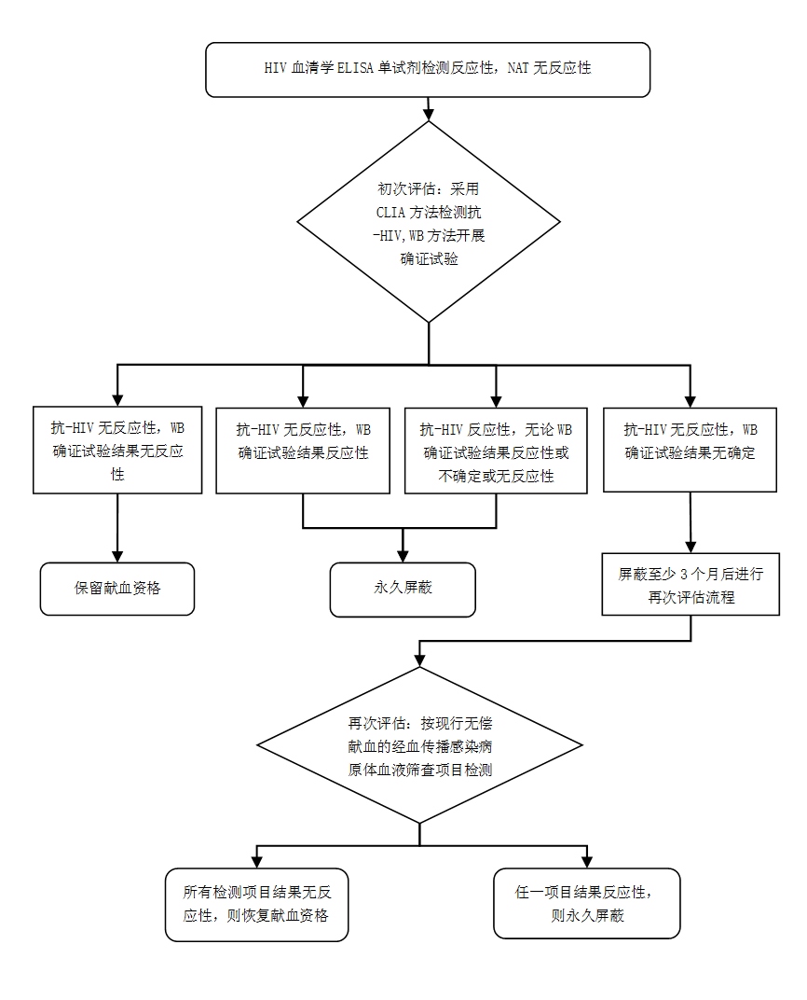 HIV 血清学 ELISA 单试剂检测反应性，NAT 无反应性
初次评估：采用
CLIA 方法检测抗
-HIV,WB 方法开展
确证试验
抗-HIV 无反应性，WB
确证试验结果无反应
性
抗-HIV 无反应性，WB
确证试验结果反应性
抗-HIV 反应性，无论 WB
确证试验结果反应性或
不确定或无反应性
抗-HIV 无反应性，WB
确证试验结果无确定
保留献血资格
永久屏蔽
屏蔽至少 3 个月后进行
再次评估流程
再次评估：按现行无偿
献血的经血传播感染病
原体血液筛查项目检测
所有检测项目结果无反
应性，则恢复献血资格
任一项目结果反应性，
则永久屏蔽